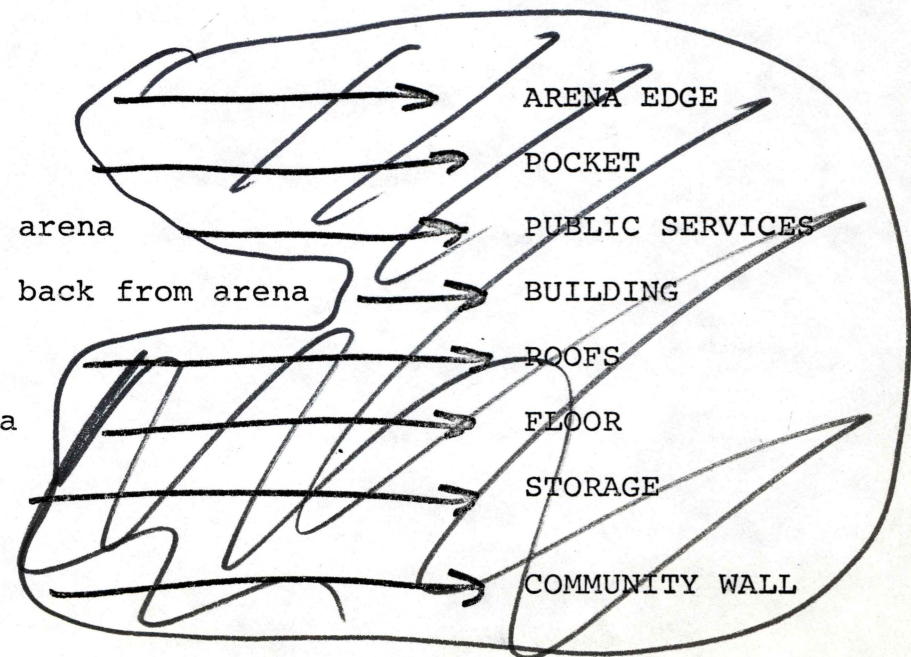 ARENA EDGE
POCKET
arena PUBLIC SERVICES
back from arena BUILDING
ROOFS
a FLOOR
STORAGE
COMMUNITY WALL